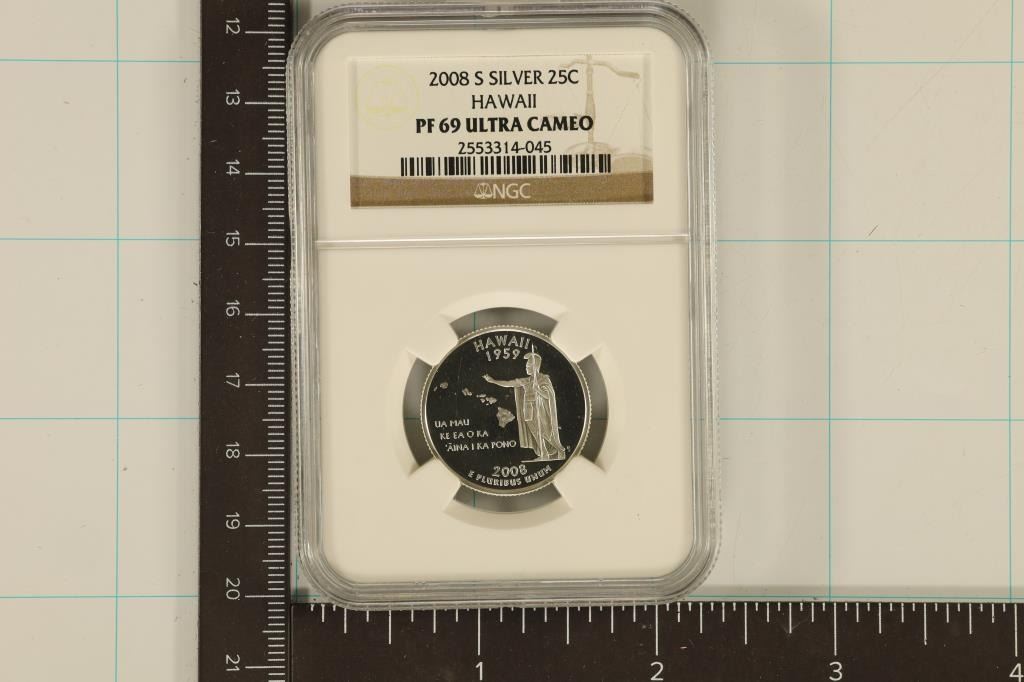 2008 S SILVER 25C
HAWAII
PF 69 ULTRA CAMEO
2553314-045
NGC
HAWAII
1959
UA MAU
KE EA O KA
'ĀINA I KA PONO
2008
E PLURIBUS UNUM
12
13
14
15
16
17
18
19
20
21
1 2 3 4